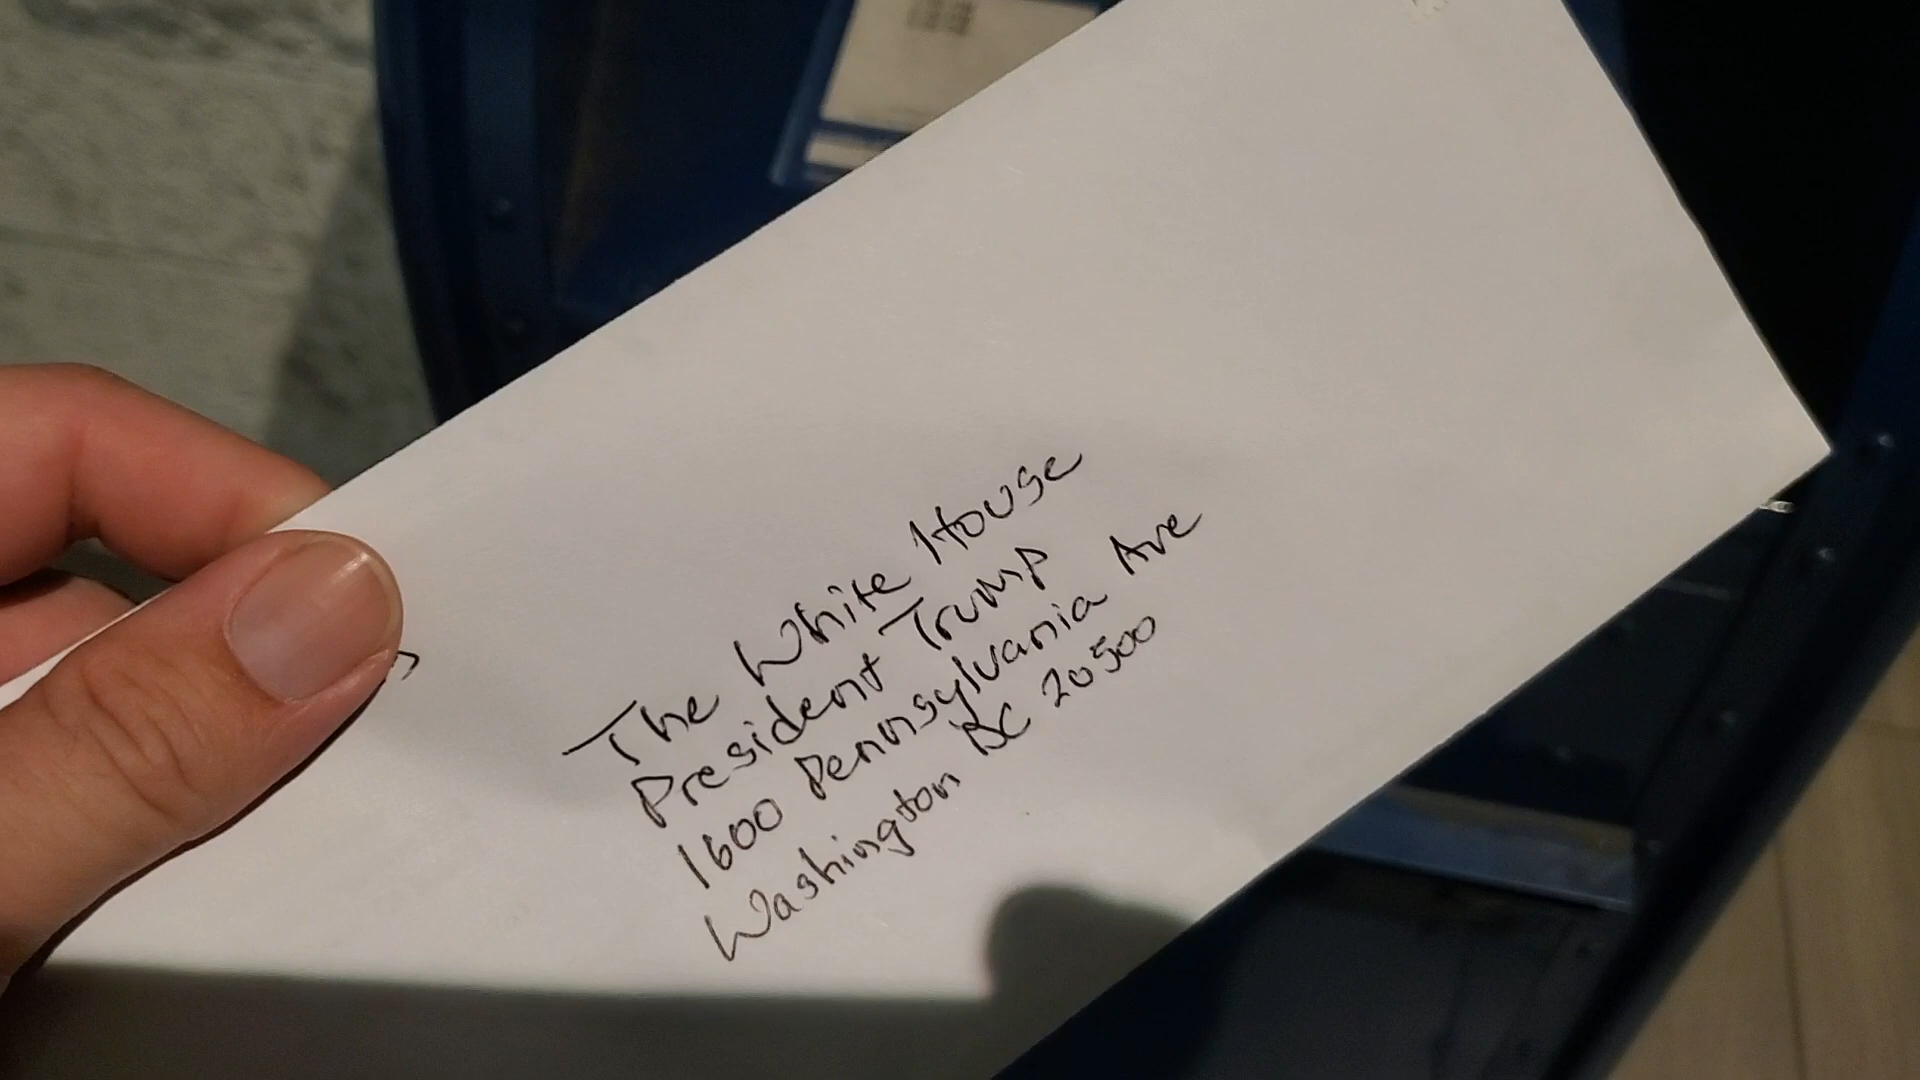 The White House
President Trump
1600 Pennsylvania Ave
Washington DC 20500